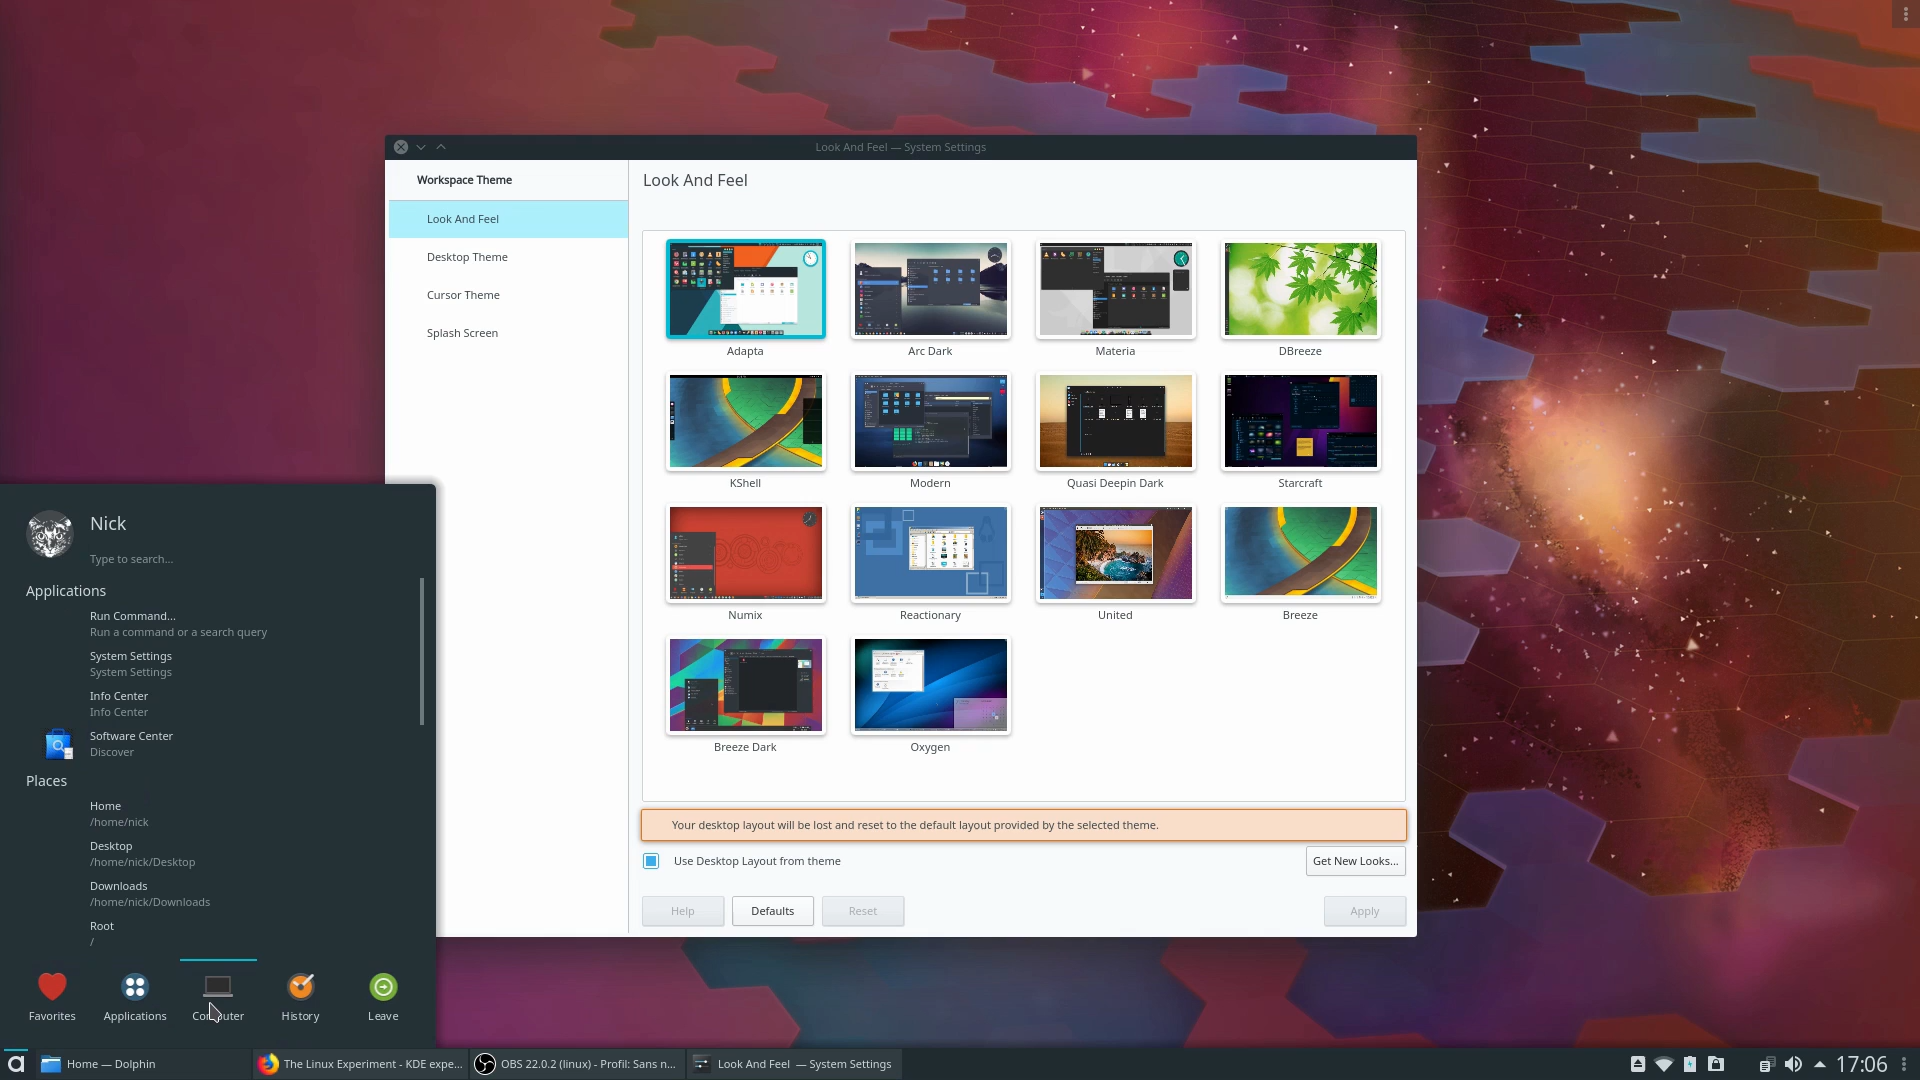 Look And Feel — System Settings
Workspace Theme
Look And Feel
Desktop Theme
Cursor Theme
Splash Screen
Look And Feel
Adapta
Arc Dark
Materia
DBreeze
KShell
Modern
Quasi Deepin Dark
Starcraft
Numix
Reactionary
United
Breeze
Breeze Dark
Oxygen
Your desktop layout will be lost and reset to the default layout provided by the selected theme.
Use Desktop Layout from theme
Get New Looks...
Help
Defaults
Reset
Apply
Nick
Type to search...
Applications
Run Command...
Run a command or a search query
System Settings
System Settings
Info Center
Info Center
Software Center
Discover
Places
Home
/home/nick
Desktop
/home/nick/Desktop
Downloads
/home/nick/Downloads
Root
/
Favorites
Applications
Computer
History
Leave
Home — Dolphin
The Linux Experiment - KDE expe...
OBS 22.0.2 (linux) - Profil: Sans n...
Look And Feel — System Settings
17:06